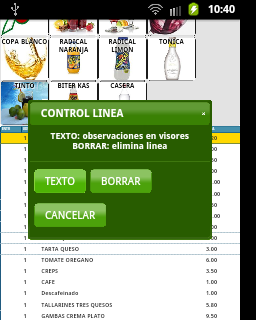 10:40
COPA BLANCO
RADICAL NARANJA
RADICAL LIMON
TONICA
TINTO
BITER KAS
CASERA
CONTROL LINEA
×
TEXTO: observaciones en visores
BORRAR: elimina linea
TEXTO
BORRAR
CANCELAR
1 TARTA QUESO 3.00
1 TOMATE OREGANO 6.00
1 CREPS 3.50
1 CAFE 1.00
1 Descafeinado 1.00
1 TALLARINES TRES QUESOS 5.80
1 GAMBAS CREMA PLATO 9.50